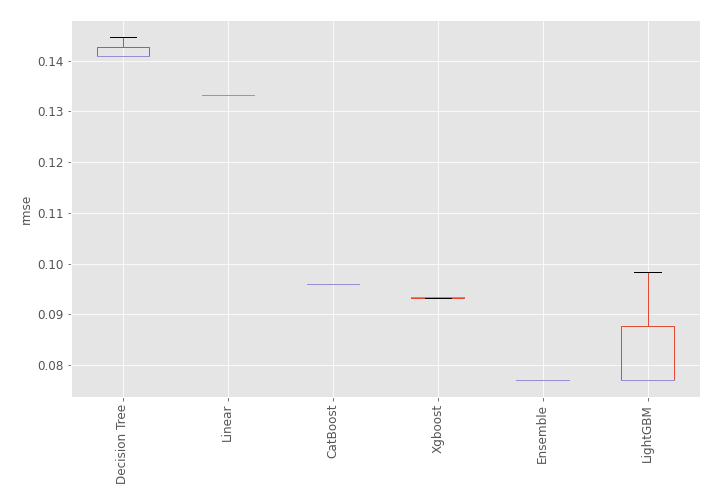 0.14
0.13
0.12
0.11
0.10
0.09
0.08
rmse
Decision Tree
Linear
CatBoost
Xgboost
Ensemble
LightGBM